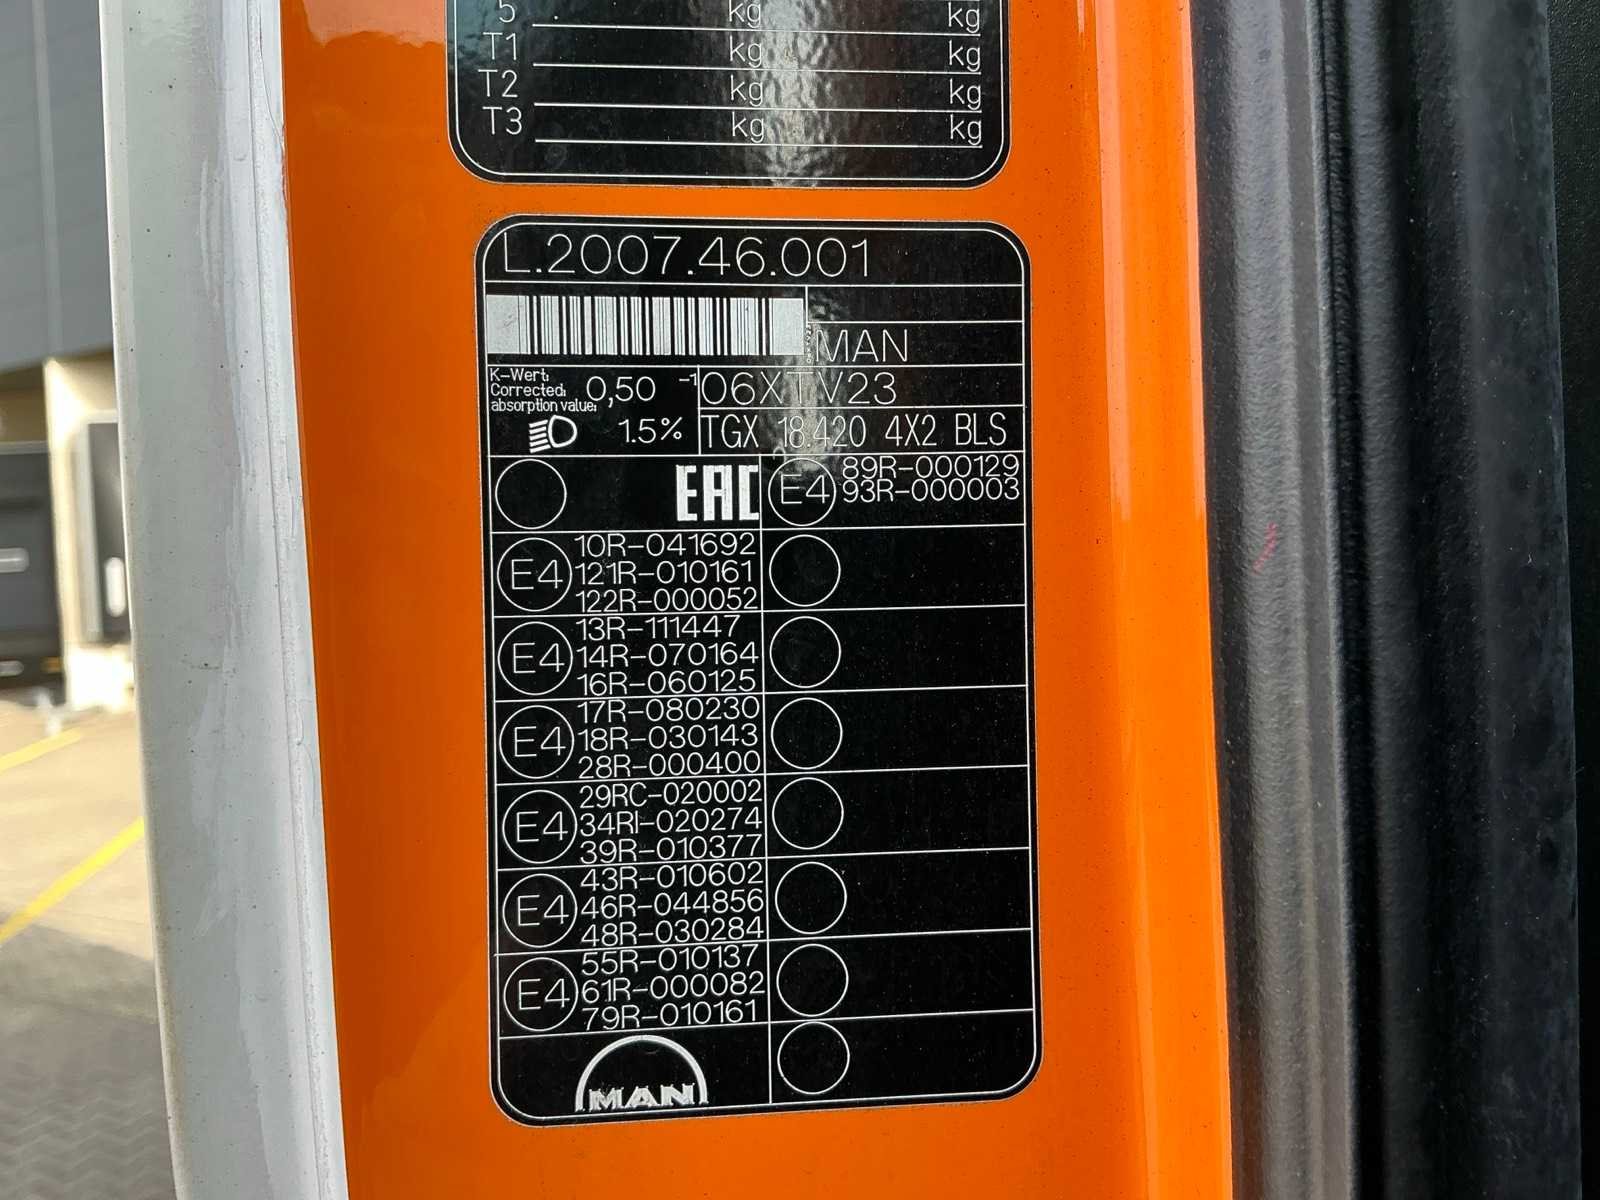 5 kg kg
T1 kg kg
T2 kg kg
T3 kg kg
L.2007.46.001
MAN
K-Wert:
Corrected:
absorption value:
0,50
-1
06XTV23
1.5%
TGX 18.420 4X2 BLS
EAC
E4
89R-000129
93R-000003
E4
10R-041692
121R-010161
122R-000052
E4
13R-111447
14R-070164
16R-060125
E4
17R-080230
18R-030143
28R-000400
E4
29RC-020002
34RI-020274
39R-010377
E4
43R-010602
46R-044856
48R-030284
E4
55R-010137
61R-000082
79R-010161
MAN